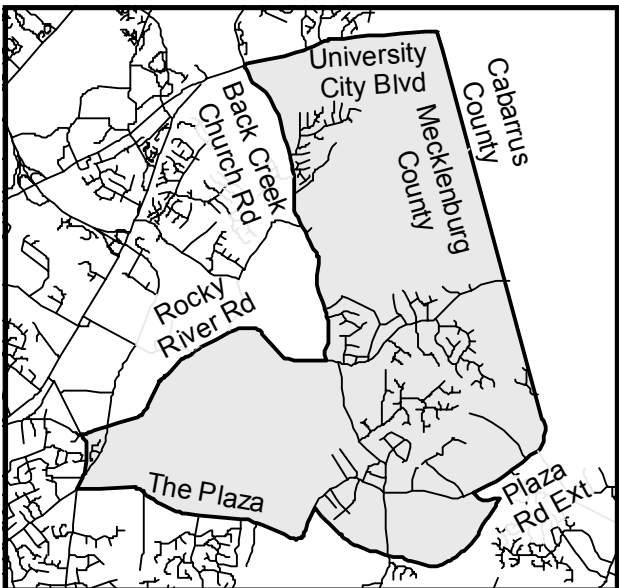 University
City Blvd
Cabarrus
County
Mecklenburg
County
Back Creek
Church Rd
Rocky
River Rd
The Plaza
Plaza
Rd Ext